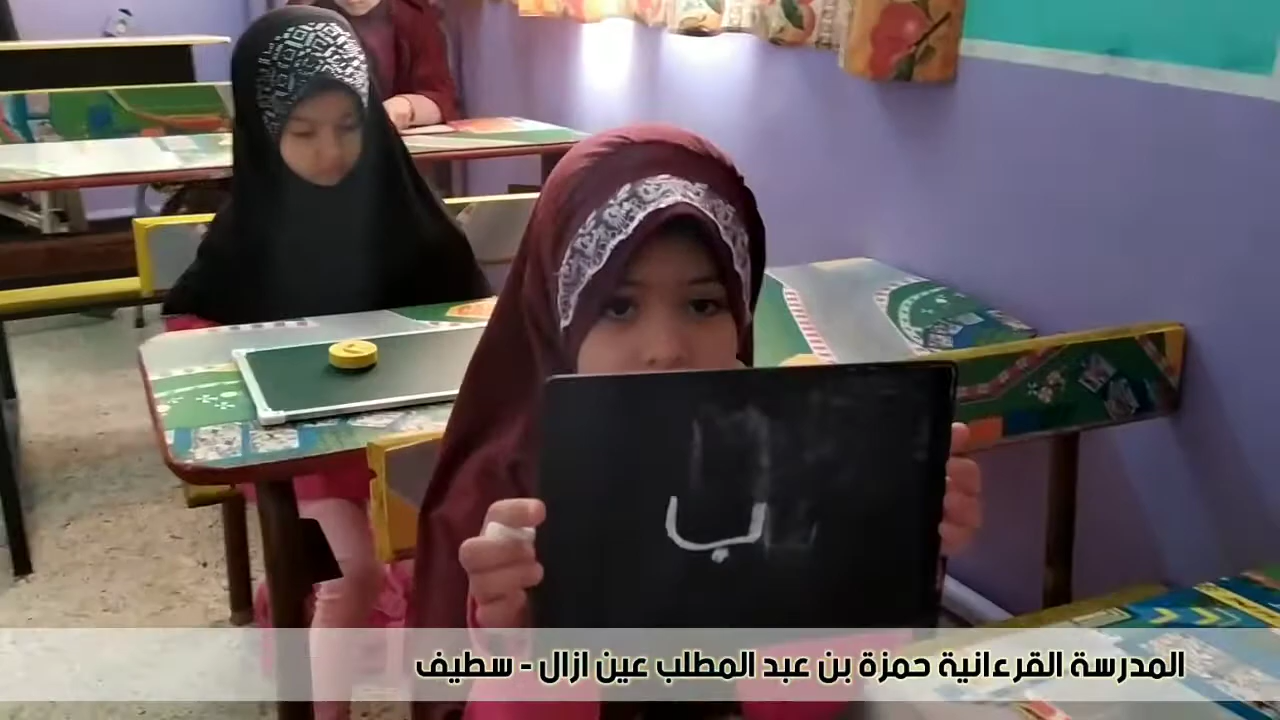 ب
المدرسة القرءانية حمزة بن عبد المطلب عين ازال - سطيف